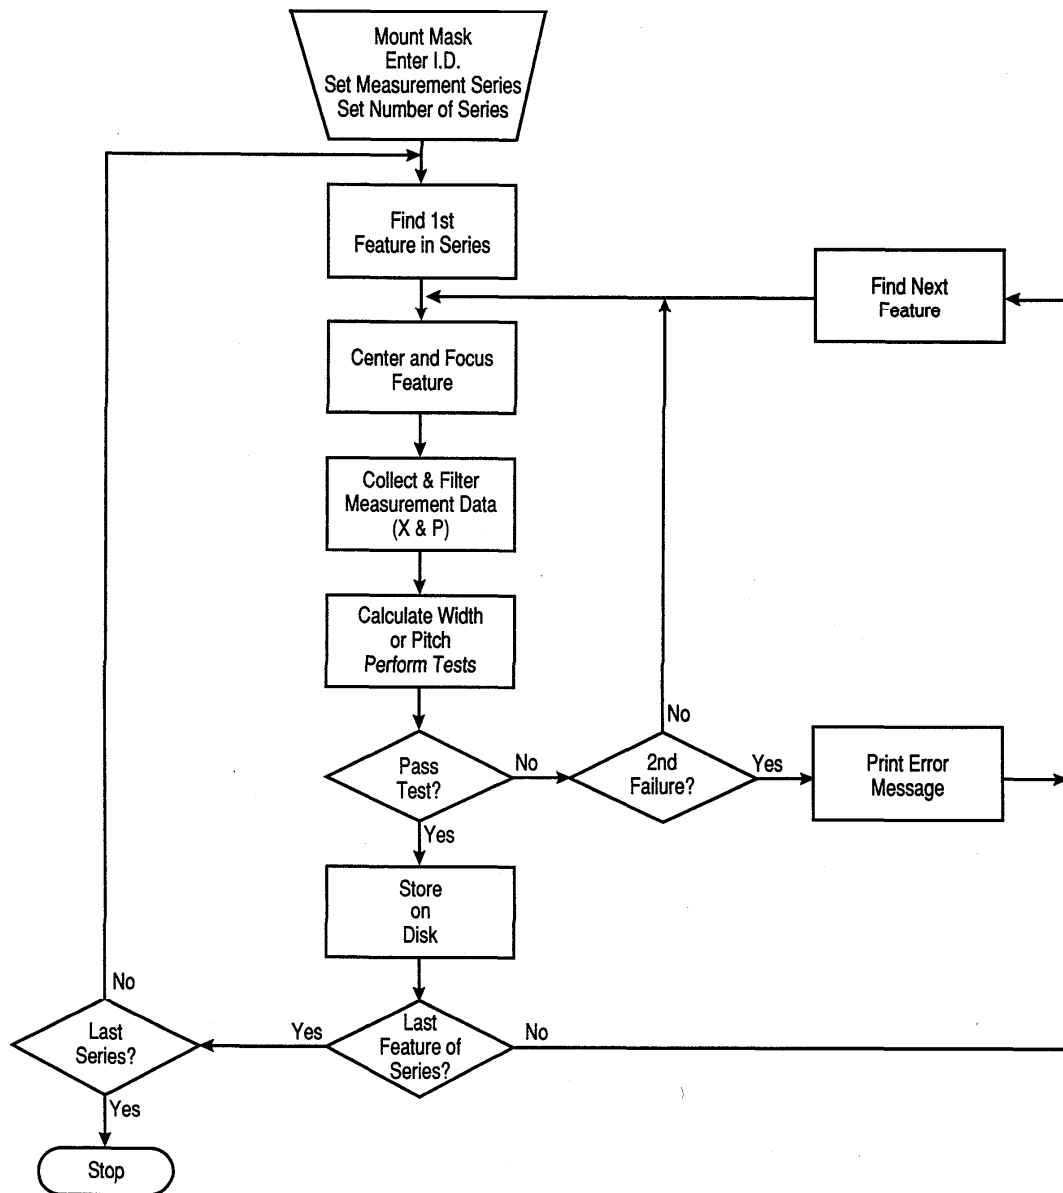 Mount Mask
Enter I.D.
Set Measurement Series
Set Number of Series
Find 1st
Feature in Series
Find Next
Feature
Center and Focus
Feature
Collect & Filter
Measurement Data
(X & P)
Calculate Width
or Pitch
Perform Tests
No
Pass
Test?
No
2nd
Failure?
Yes
Print Error
Message
Yes
Store
on
Disk
No
Last
Series?
Yes
Last
Feature of
Series?
No
Yes
Stop